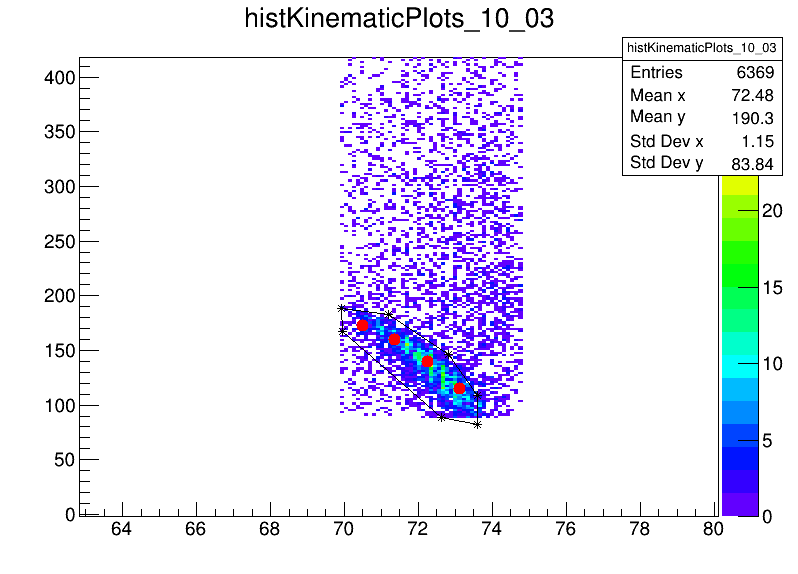 histKinematicPlots_10_03
histKinematicPlots_10_03
Entries 6369
Mean x 72.48
Mean y 190.3
Std Dev x 1.15
Std Dev y 83.84
400
350
300
250
200
150
100
50
0
64 66 68 70 72 74 76 78 80
20
15
10
5
0